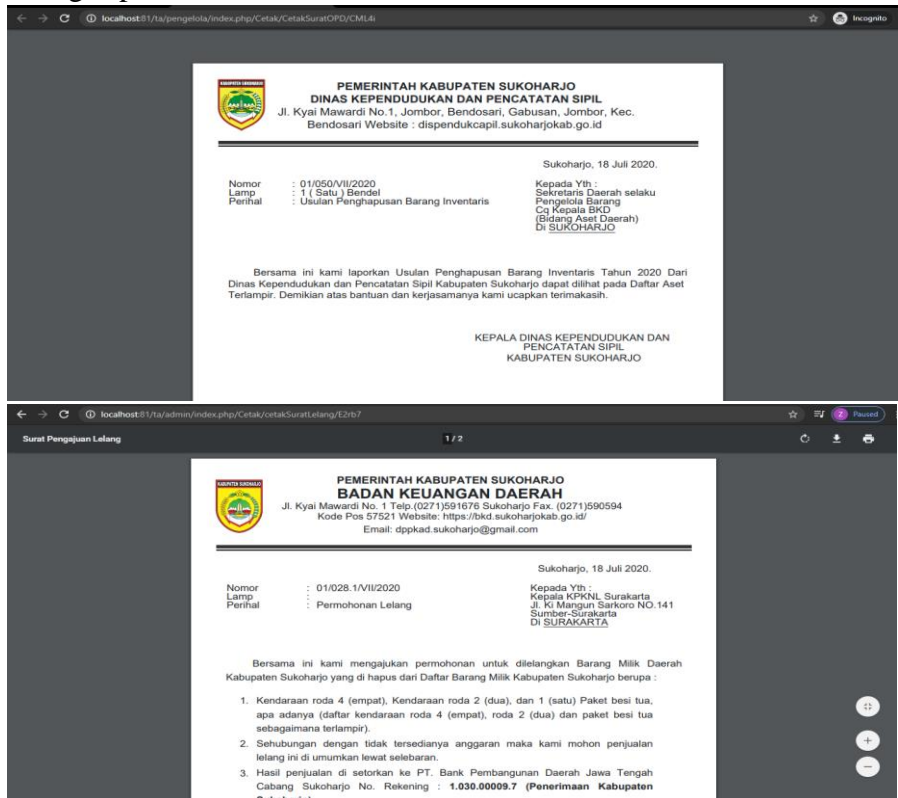 localhost:81/ta/pengelola/index.php/Cetak/CetakSuratOPD/CML4i
Incognito
KABUPATEN SUKOHARJO
PEMERINTAH KABUPATEN SUKOHARJO
DINAS KEPENDUDUKAN DAN PENCATATAN SIPIL
Jl. Kyai Mawardi No.1, Jombor, Bendosari, Gabusan, Jombor, Kec.
Bendosari Website : dispendukcapil.sukoharjokab.go.id
Sukoharjo, 18 Juli 2020.
Nomor : 01/050/VII/2020
Lamp : 1 ( Satu ) Bendel
Perihal : Usulan Penghapusan Barang Inventaris
Kepada Yth :
Sekretaris Daerah selaku
Pengelola Barang
Cq Kepala BKD
(Bidang Aset Daerah)
Di SUKOHARJO
Bersama ini kami laporkan Usulan Penghapusan Barang Inventaris Tahun 2020 Dari
Dinas Kependudukan dan Pencatatan Sipil Kabupaten Sukoharjo dapat dilihat pada Daftar Aset
Terlampir. Demikian atas bantuan dan kerjasamanya kami ucapkan terimakasih.
KEPALA DINAS KEPENDUDUKAN DAN
PENCATATAN SIPIL
KABUPATEN SUKOHARJO
localhost:81/ta/admin/index.php/Cetak/cetakSuratLelang/E2rb7
Z Paused
Surat Pengajuan Lelang
1 / 2
KABUPATEN SUKOHARJO
PEMERINTAH KABUPATEN SUKOHARJO
BADAN KEUANGAN DAERAH
Jl. Kyai Mawardi No. 1 Telp.(0271)591676 Sukoharjo Fax. (0271)590594
Kode Pos 57521 Website: https://bkd.sukoharjokab.go.id/
Email: dppkad.sukoharjo@gmail.com
Sukoharjo, 18 Juli 2020.
Nomor : 01/028.1/VII/2020
Lamp :
Perihal : Permohonan Lelang
Kepada Yth :
Kepala KPKNL Surakarta
Jl. Ki Mangun Sarkoro NO.141
Sumber-Surakarta
Di SURAKARTA
Bersama ini kami mengajukan permohonan untuk dilelangkan Barang Milik Daerah
Kabupaten Sukoharjo yang di hapus dari Daftar Barang Milik Kabupaten Sukoharjo berupa :
1. Kendaraan roda 4 (empat), Kendaraan roda 2 (dua), dan 1 (satu) Paket besi tua,
apa adanya (daftar kendaraan roda 4 (empat), roda 2 (dua) dan paket besi tua
sebagaimana terlampir).
2. Sehubungan dengan tidak tersedianya anggaran maka kami mohon penjualan
lelang ini di umumkan lewat selebaran.
3. Hasil penjualan di setorkan ke PT. Bank Pembangunan Daerah Jawa Tengah
Cabang Sukoharjo No. Rekening : 1.030.00009.7 (Penerimaan Kabupaten